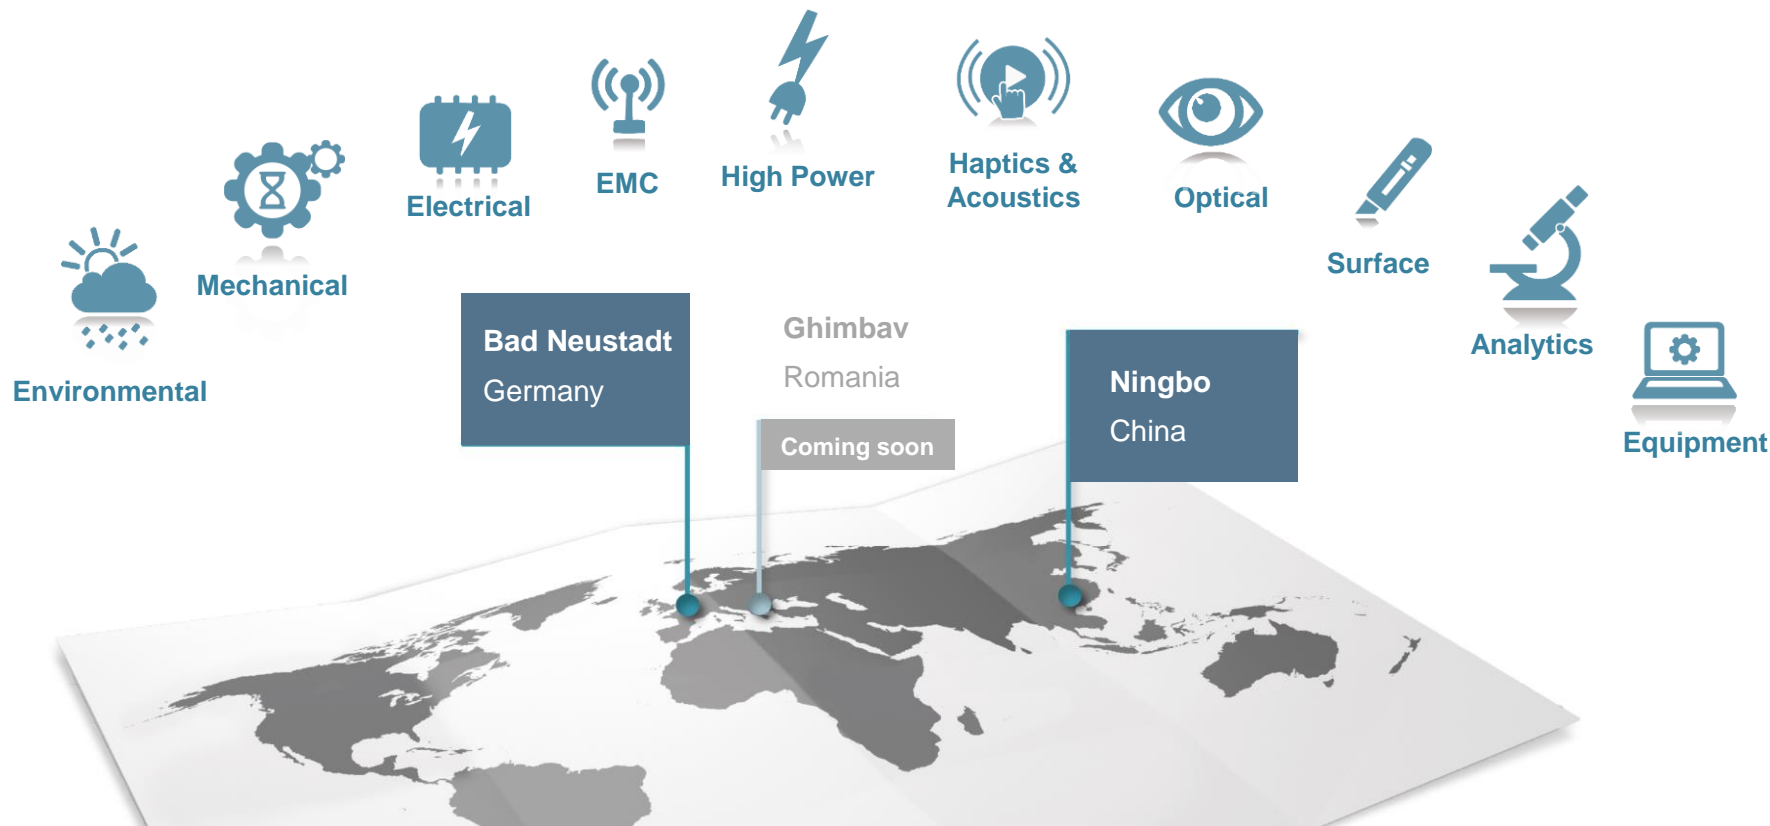 Environmental
Mechanical
Electrical
EMC
High Power
Haptics &
Acoustics
Optical
Surface
Analytics
Equipment
Bad Neustadt
Germany
Ghimbav
Romania
Coming soon
Ningbo
China